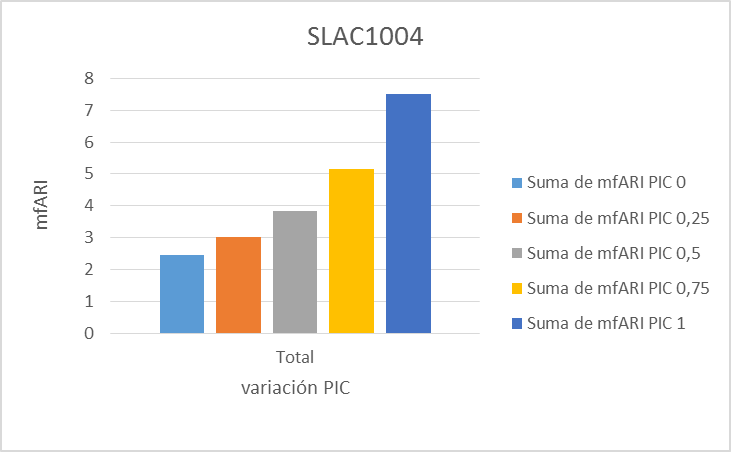 SLAC1004
8
7
6
5
4
3
2
1
0
mfARI
Total
variación PIC
Suma de mfARI PIC 0
Suma de mfARI PIC 0,25
Suma de mfARI PIC 0,5
Suma de mfARI PIC 0,75
Suma de mfARI PIC 1